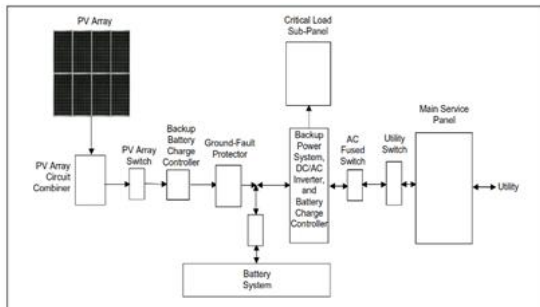 PV Array
Critical Load
Sub-Panel
Main Service
Panel
Backup
Battery
Charge
Controller
PV Array
Switch
Ground-Fault
Protector
PV Array
Circuit
Combiner
Backup
Power
System,
DC/AC
Inverter,
and
Battery
Charge
Controller
AC
Fused
Switch
Utility
Switch
Utility
Battery
System